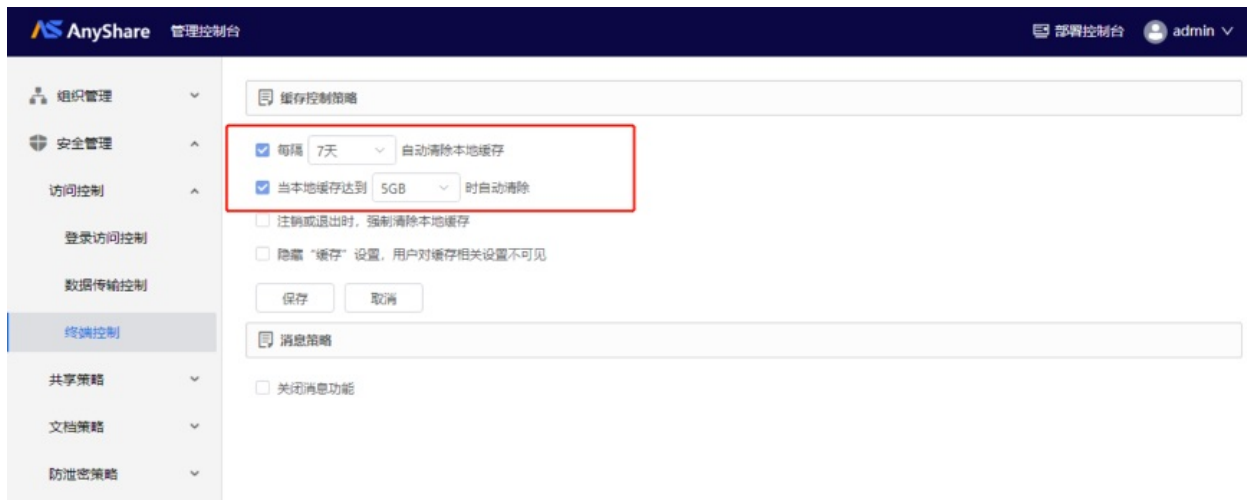 AnyShare 管理控制台 部署控制台 admin
组织管理
安全管理
访问控制
登录访问控制
数据传输控制
终端控制
共享策略
文档策略
防泄密策略
缓存控制策略
每隔 7天 自动清除本地缓存
当本地缓存达到 5GB 时自动清除
注销或退出时，强制清除本地缓存
隐藏“缓存”设置，用户对缓存相关设置不可见
保存 取消
消息策略
关闭消息功能